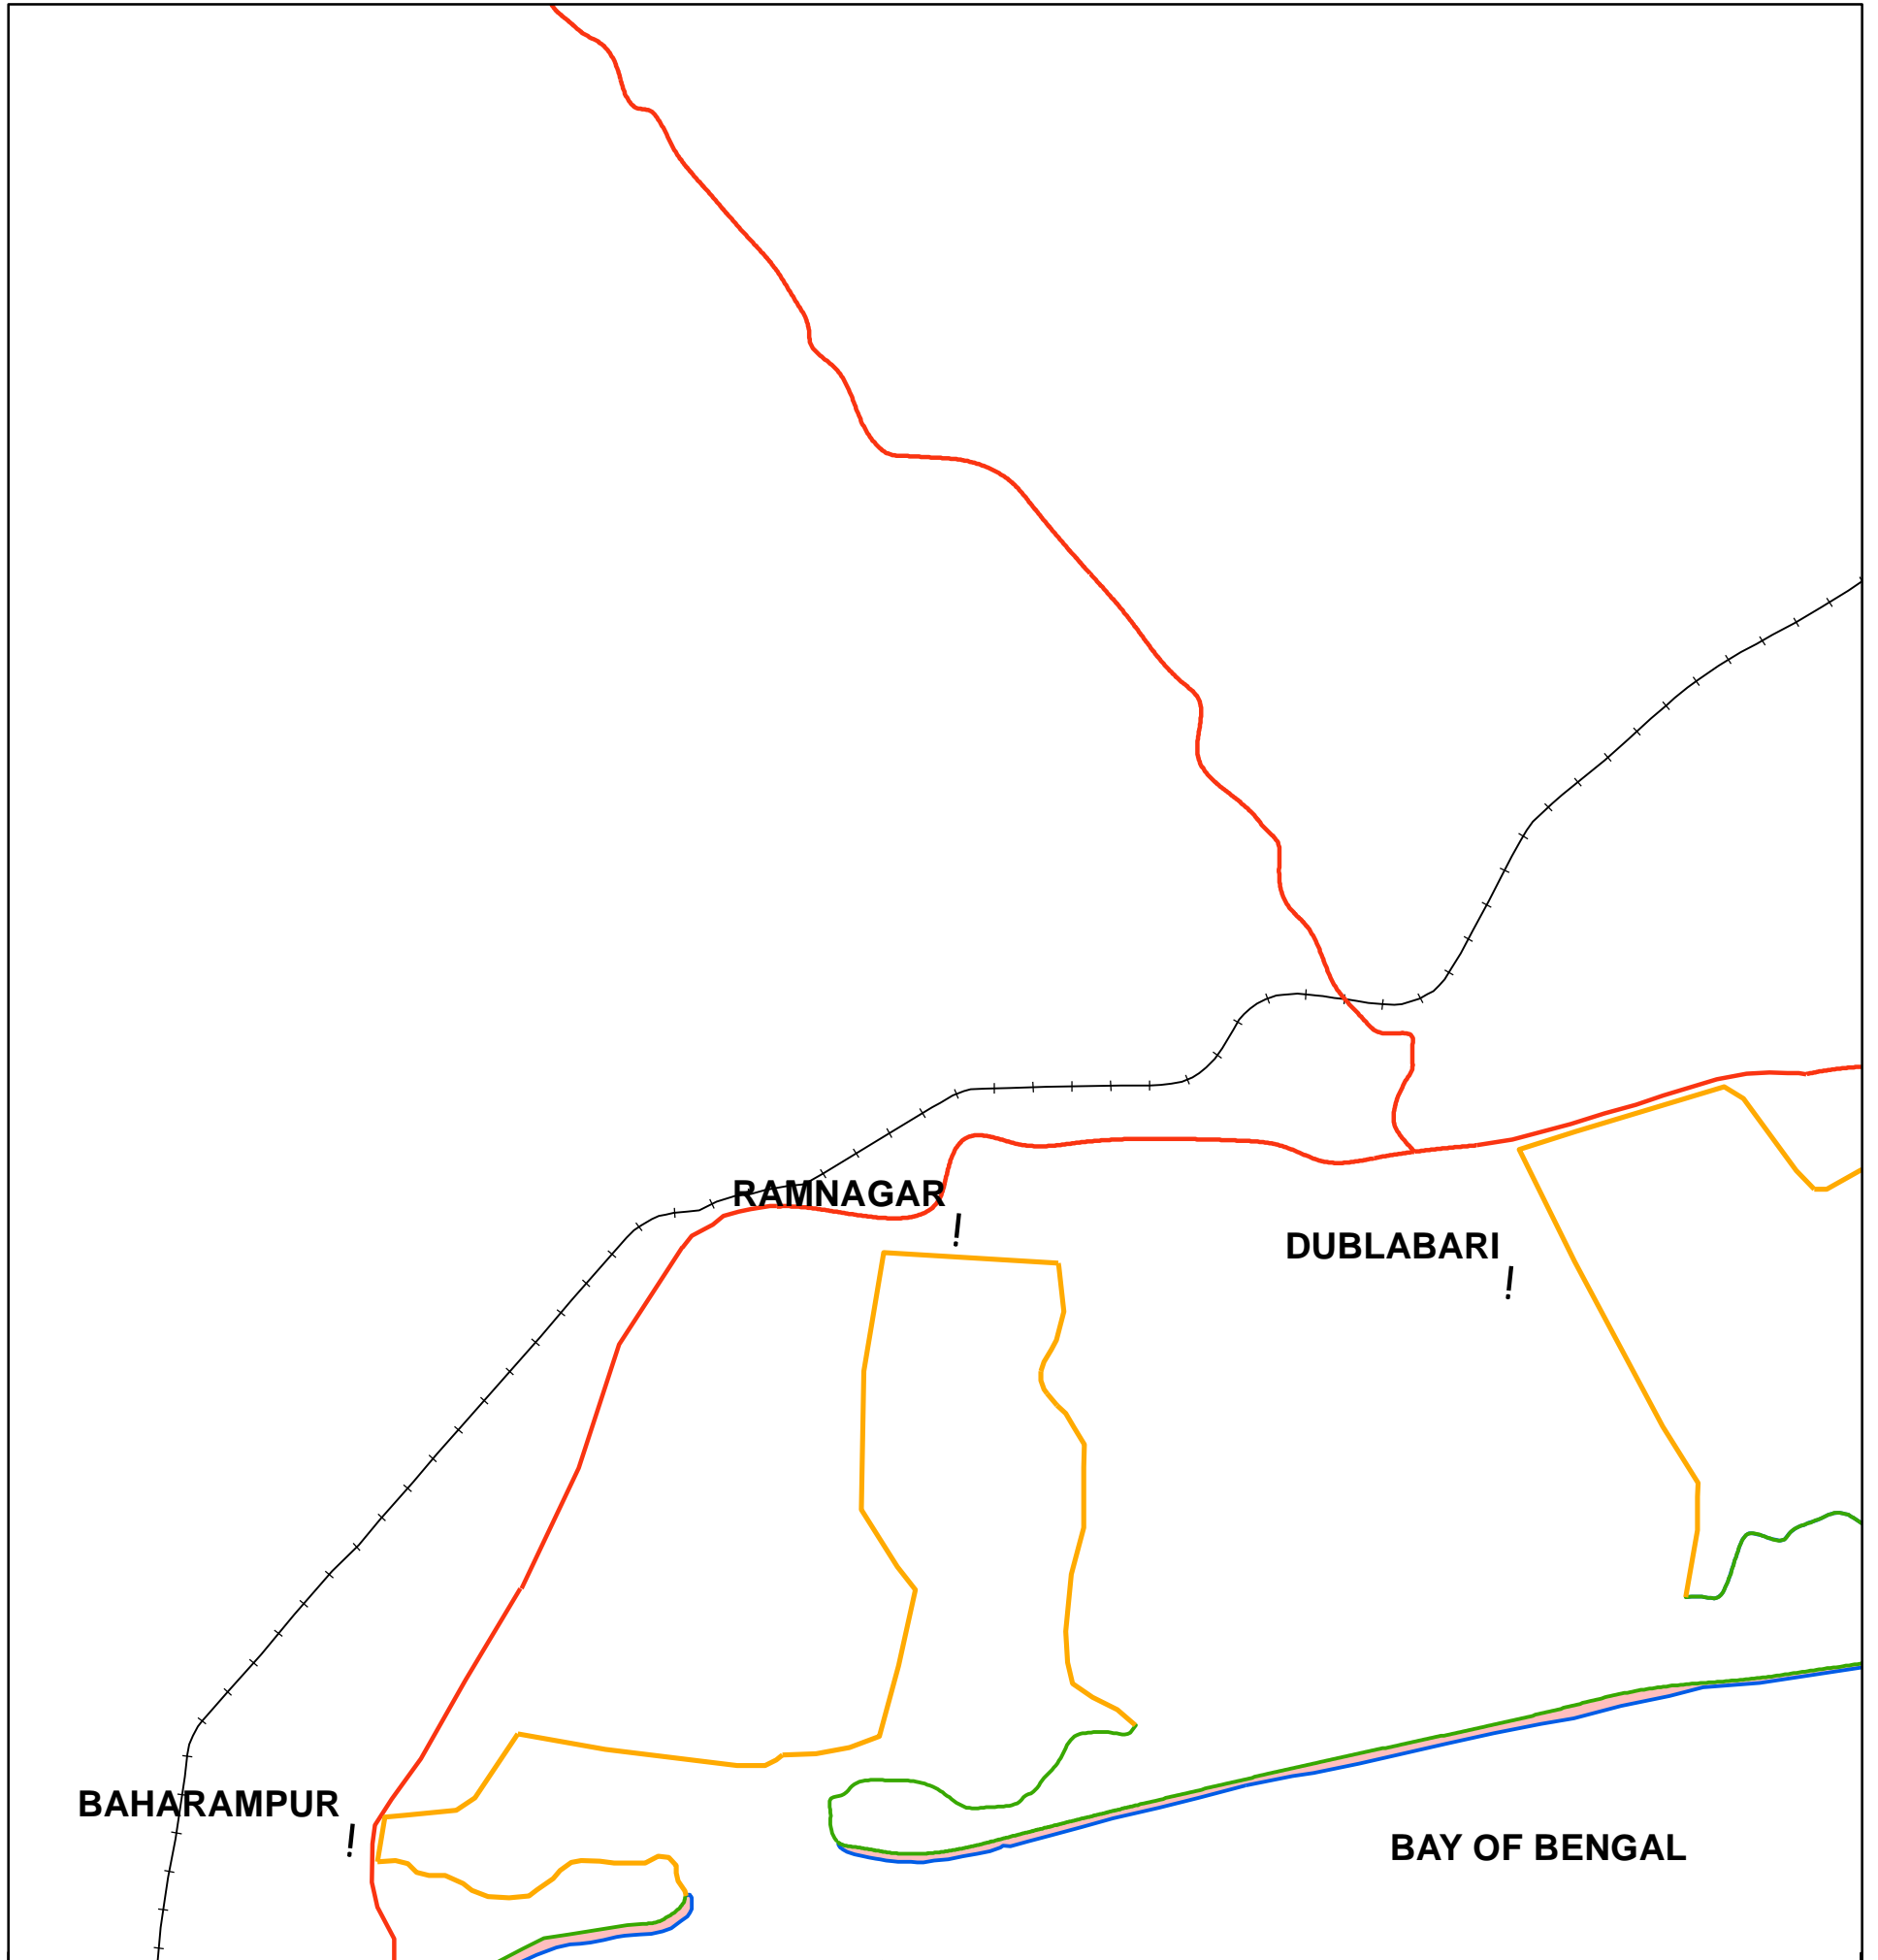 RAMNAGAR
!
DUBLABARI
!
BAHARAMPUR
!
BAY OF BENGAL